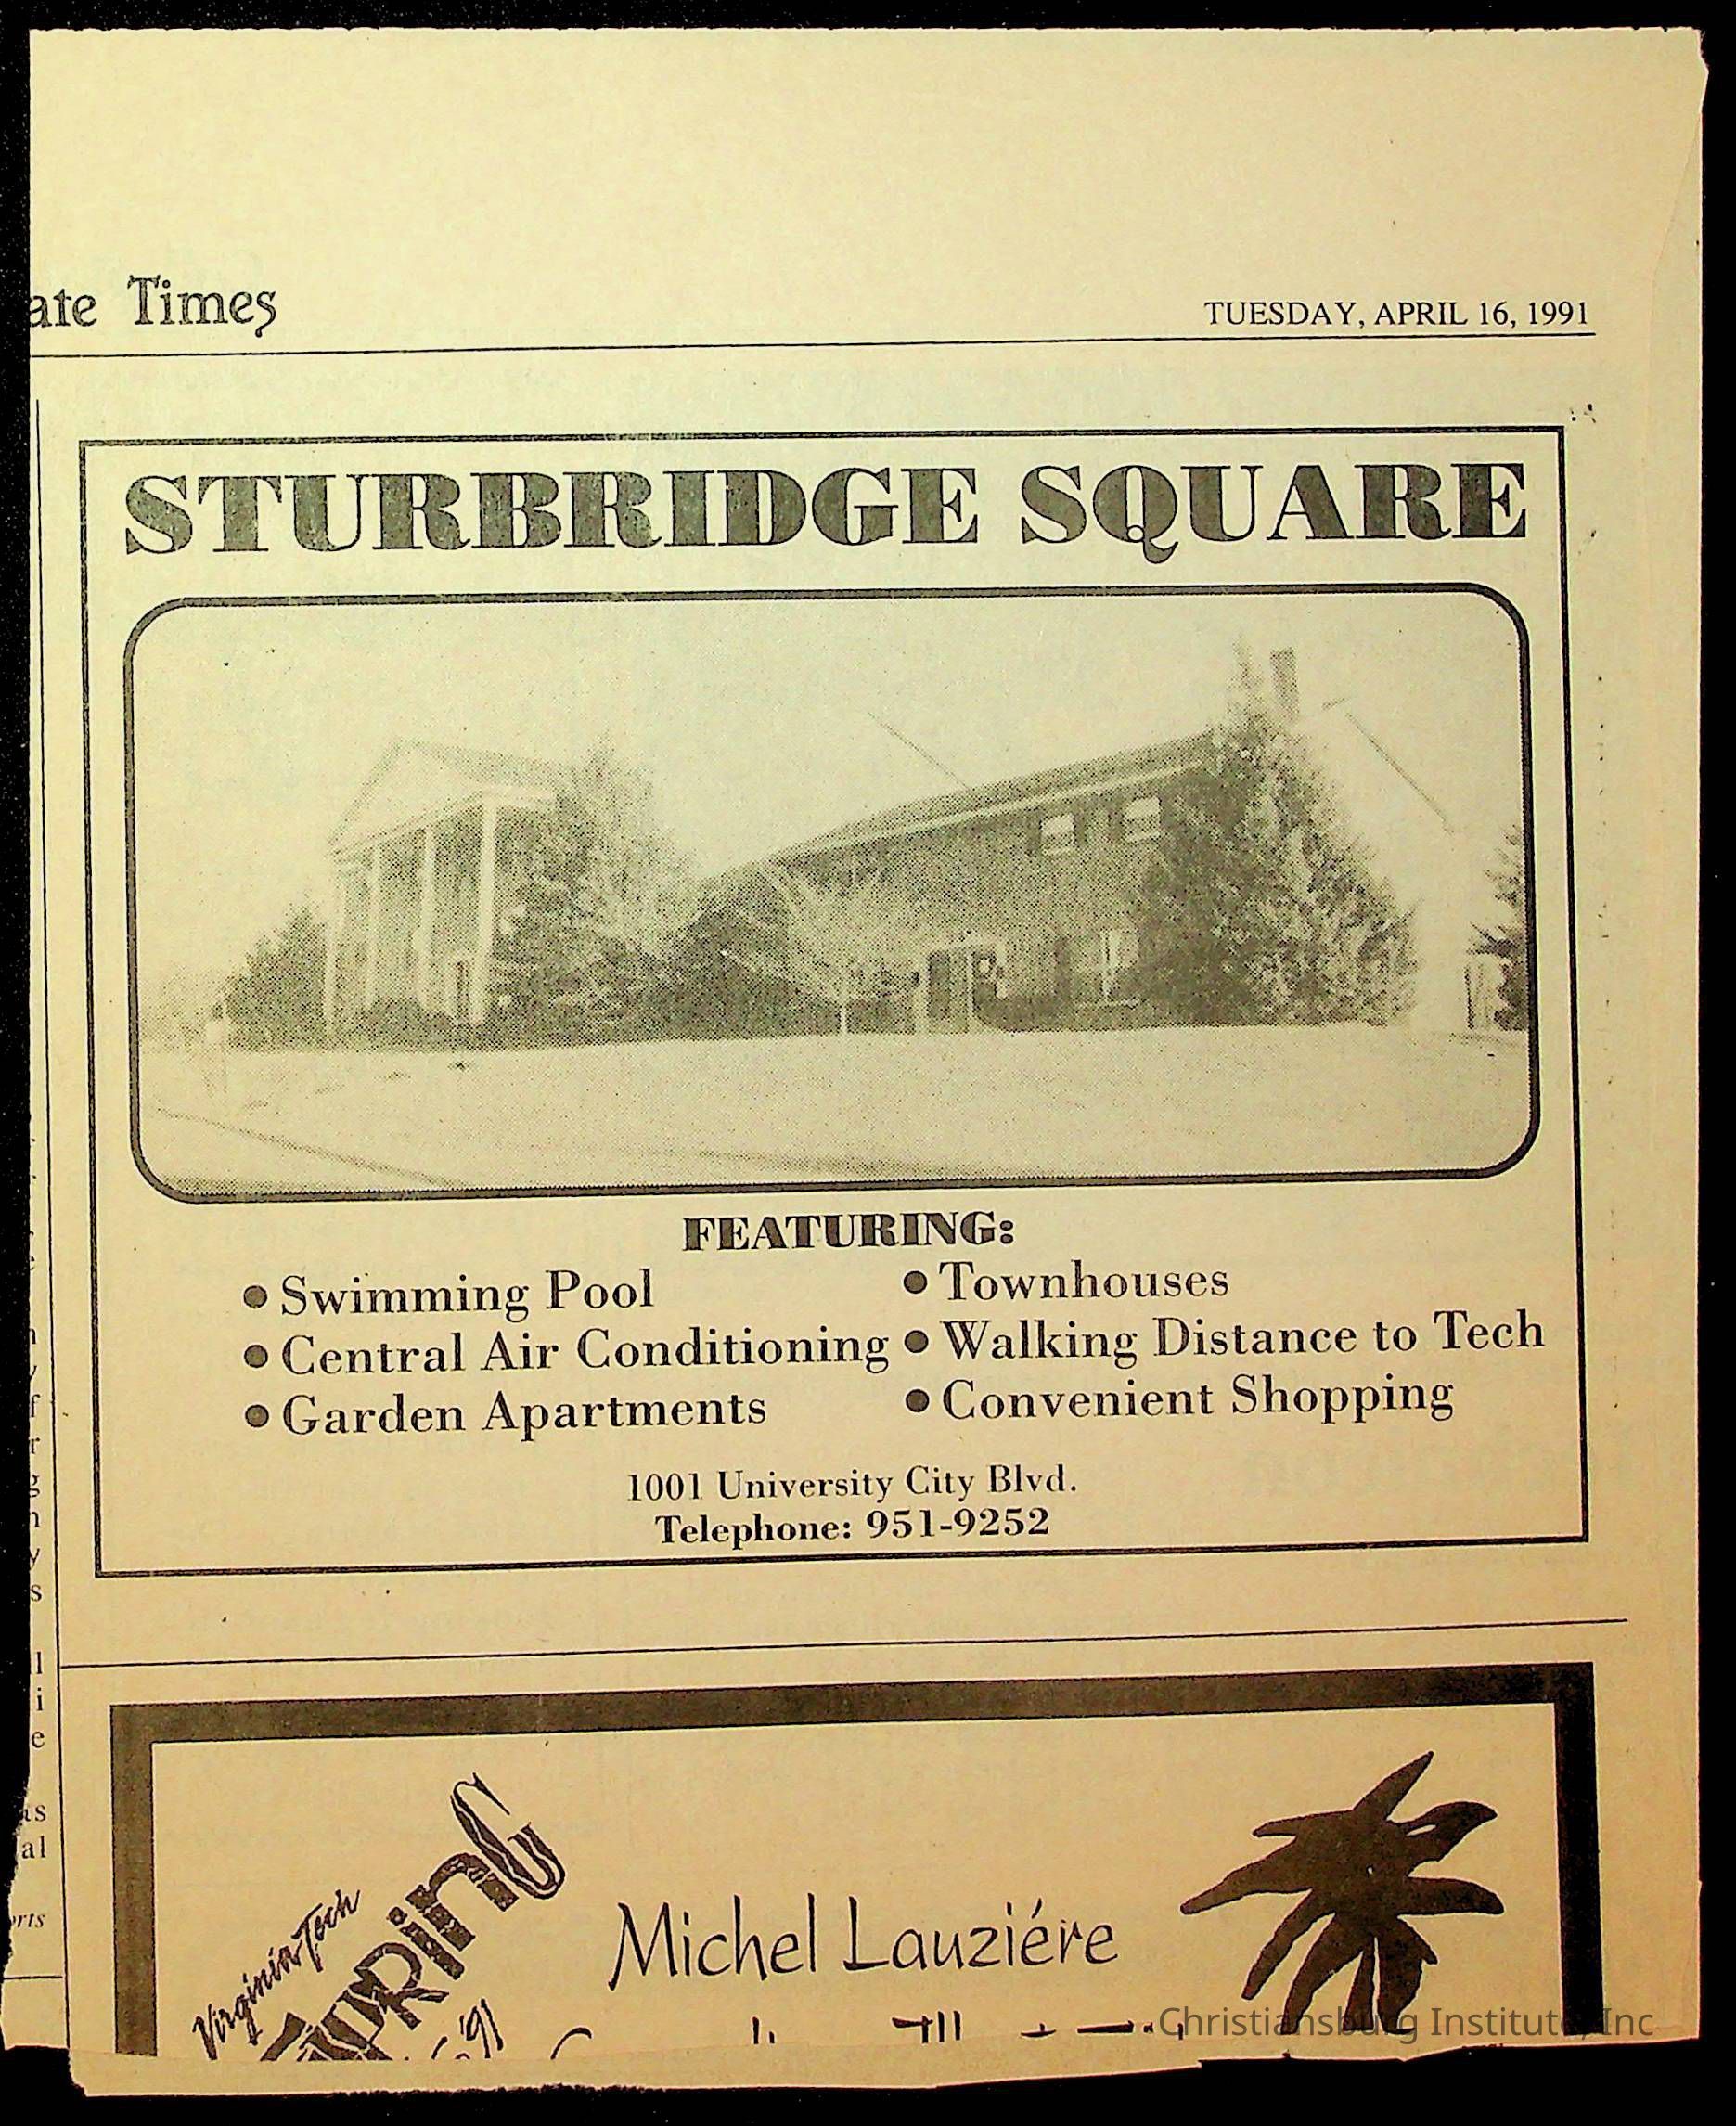 ate Times
TUESDAY, APRIL 16, 1991
STURBRIDGE SQUARE
FEATURING:
• Swimming Pool
• Central Air Conditioning
• Garden Apartments
• Townhouses
• Walking Distance to Tech
• Convenient Shopping
1001 University City Blvd.
Telephone: 951-9252
Virginia Tech
'91
Michel Lauziére
Christiansburg Institute, Inc